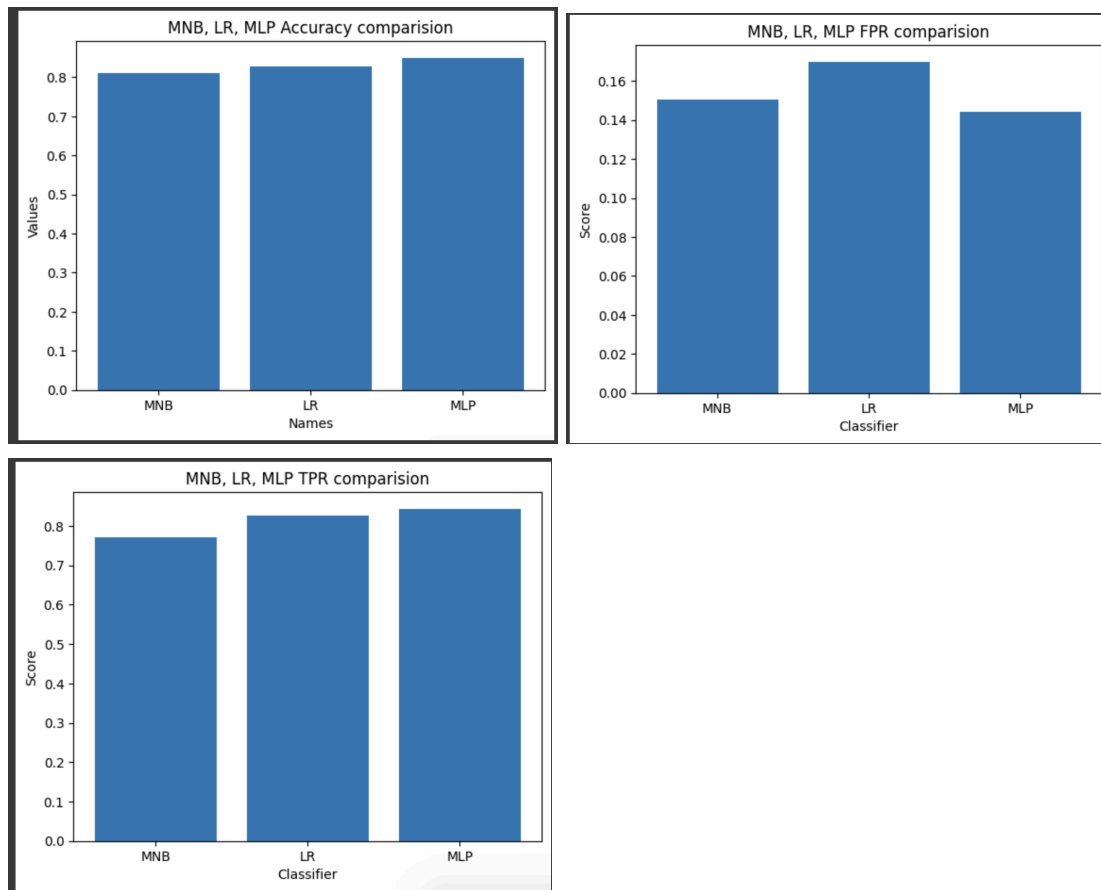 MNB, LR, MLP Accuracy comparision
0.8
0.7
0.6
0.5
0.4
0.3
0.2
0.1
0.0
Values
MNB LR MLP
Names
MNB, LR, MLP FPR comparision
0.16
0.14
0.12
0.10
0.08
0.06
0.04
0.02
0.00
Score
MNB LR MLP
Classifier
MNB, LR, MLP TPR comparision
0.8
0.7
0.6
0.5
0.4
0.3
0.2
0.1
0.0
Score
MNB LR MLP
Classifier